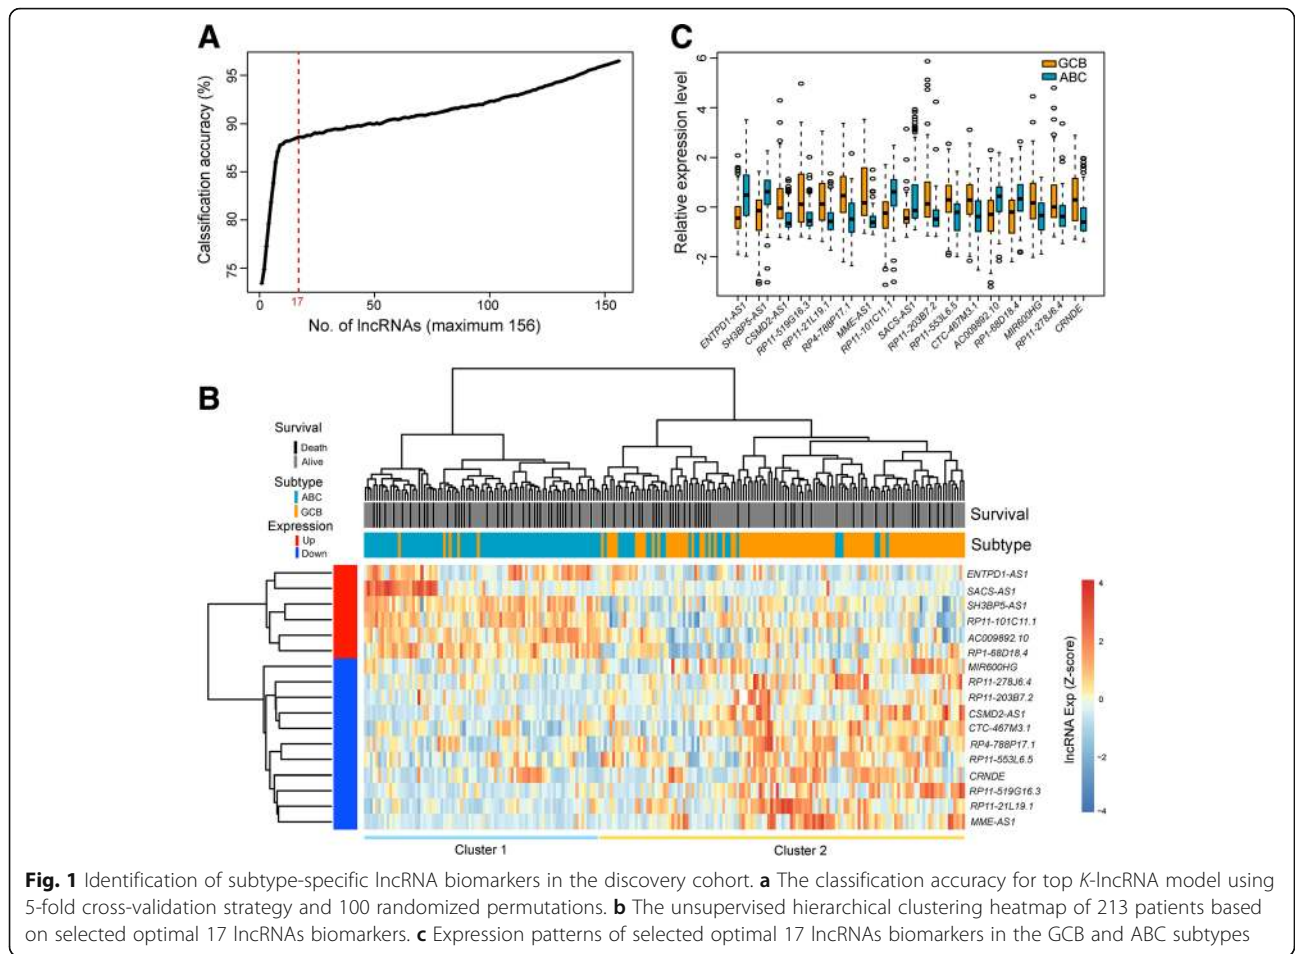 A
Calssification accuracy (%)
95
90
85
80
75
0
17
50
100
150
No. of lncRNAs (maximum 156)
C
Relative expression level
6
4
2
0
-2
GCB
ABC
ENTPD1-AS1
SH3BP5-AS1
CSMD2-AS1
RP11-519G16.3
RP11-21L19.1
RP4-788P17.1
MME-AS1
RP11-101C11.1
SACS-AS1
RP11-203B7.2
RP11-553L6.5
CTC-467M3.1
AC009892.10
RP1-68D18.4
MIR600HG
RP11-278J6.4
CRNDE
B
Survival
Death
Alive
Subtype
ABC
GCB
Expression
Up
Down
Survival
Subtype
ENTPD1-AS1
SACS-AS1
SH3BP5-AS1
RP11-101C11.1
AC009892.10
RP1-68D18.4
MIR600HG
RP11-278J6.4
RP11-203B7.2
CSMD2-AS1
CTC-467M3.1
RP4-788P17.1
RP11-553L6.5
CRNDE
RP11-519G16.3
RP11-21L19.1
MME-AS1
Cluster 1
Cluster 2
lncRNA Exp (Z-score)
4
2
0
-2
-4
Fig. 1 Identification of subtype-specific lncRNA biomarkers in the discovery cohort. a The classification accuracy for top K-lncRNA model using
5-fold cross-validation strategy and 100 randomized permutations. b The unsupervised hierarchical clustering heatmap of 213 patients based
on selected optimal 17 lncRNAs biomarkers. c Expression patterns of selected optimal 17 lncRNAs biomarkers in the GCB and ABC subtypes